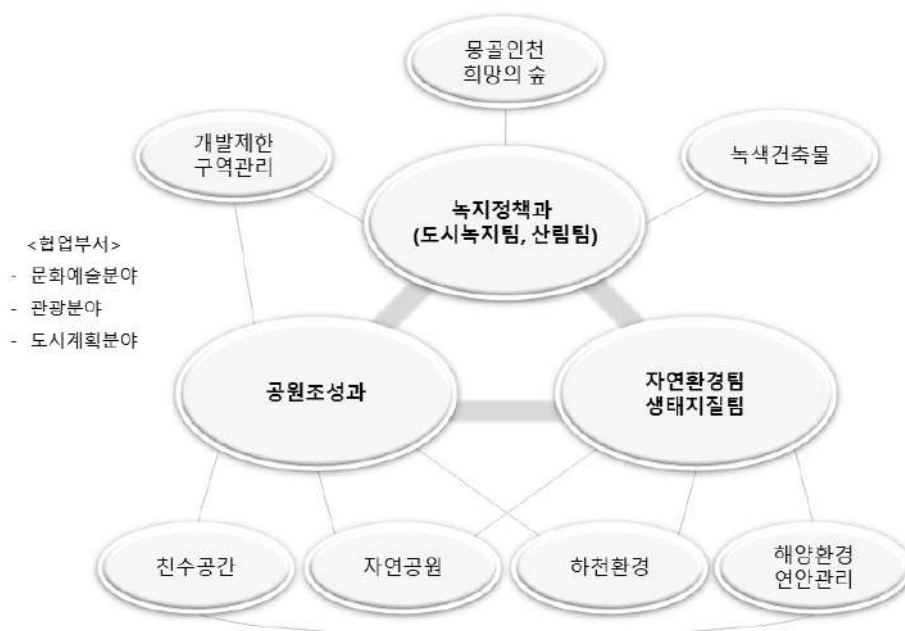 몽골인천
희망의 숲
개발제한
구역관리
녹색건축물
녹지정책과
(도시녹지팀, 산림팀)
<협업부서>
- 문화예술분야
- 관광분야
- 도시계획분야
공원조성과
자연환경팀
생태지질팀
친수공간
자연공원
하천환경
해양환경
연안관리